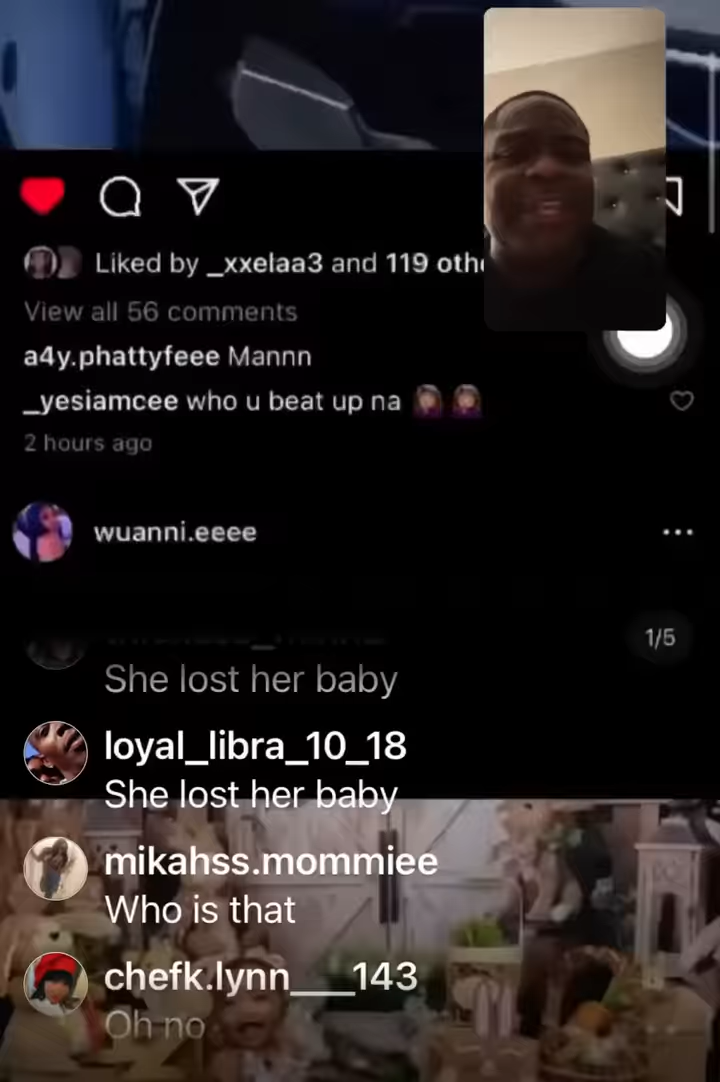 Liked by _xxelaa3 and 119 othe
View all 56 comments
a4y.phattyfeee Mannn
_yesiamcee who u beat up na
2 hours ago
wuanni.eeee
1/5
She lost her baby
loyal_libra_10_18
She lost her baby
mikahss.mommiee
Who is that
chefk.lynn___143
Oh no